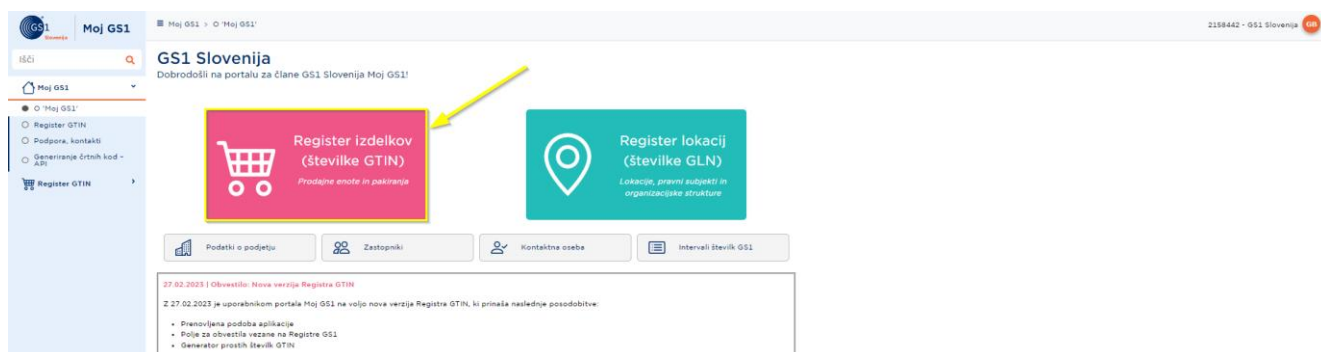 GS1
Slovenija
Moj GS1
Moj GS1 > O 'Moj GS1'
2158442 - GS1 Slovenija
GB
Išči
Moj GS1
O 'Moj GS1'
Register GTIN
Podpora, kontakti
Generiranje črtnih kod -
API
Register GTIN
GS1 Slovenija
Dobrodošli na portalu za člane GS1 Slovenija Moj GS1!
Register izdelkov
(številke GTIN)
Prodajne enote in pakiranja
Register lokacij
(številke GLN)
Lokacije, pravni subjekti in
organizacijske strukture
Podatki o podjetju
Zastopniki
Kontaktna oseba
Intervali številk GS1
27.02.2023 | Obvestilo: Nova verzija Registra GTIN
Z 27.02.2023 je uporabnikom portala Moj GS1 na voljo nova verzija Registra GTIN, ki prinaša naslednje posodobitve:
• Prenovljena podoba aplikacije
• Polje za obvestila vezane na Registre GS1
• Generator prostih številk GTIN